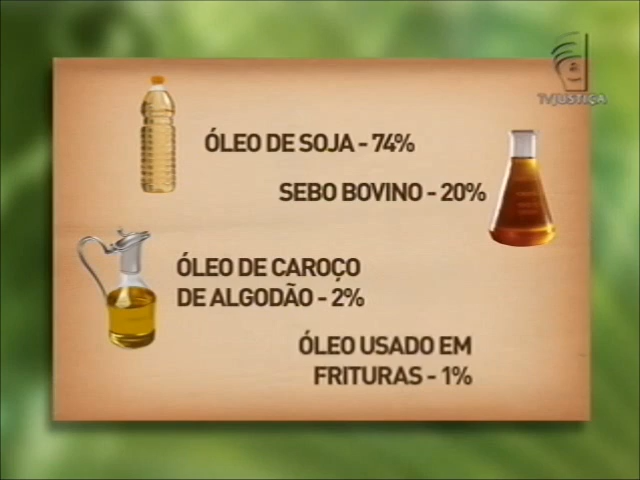 TV JUSTIÇA
ÓLEO DE SOJA - 74%
SEBO BOVINO - 20%
ÓLEO DE CAROÇO
DE ALGODÃO - 2%
ÓLEO USADO EM
FRITURAS - 1%